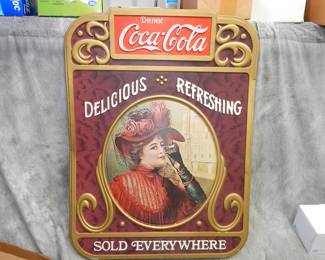 DRINK
Coca-Cola
DELICIOUS REFRESHING
SOLD EVERYWHERE